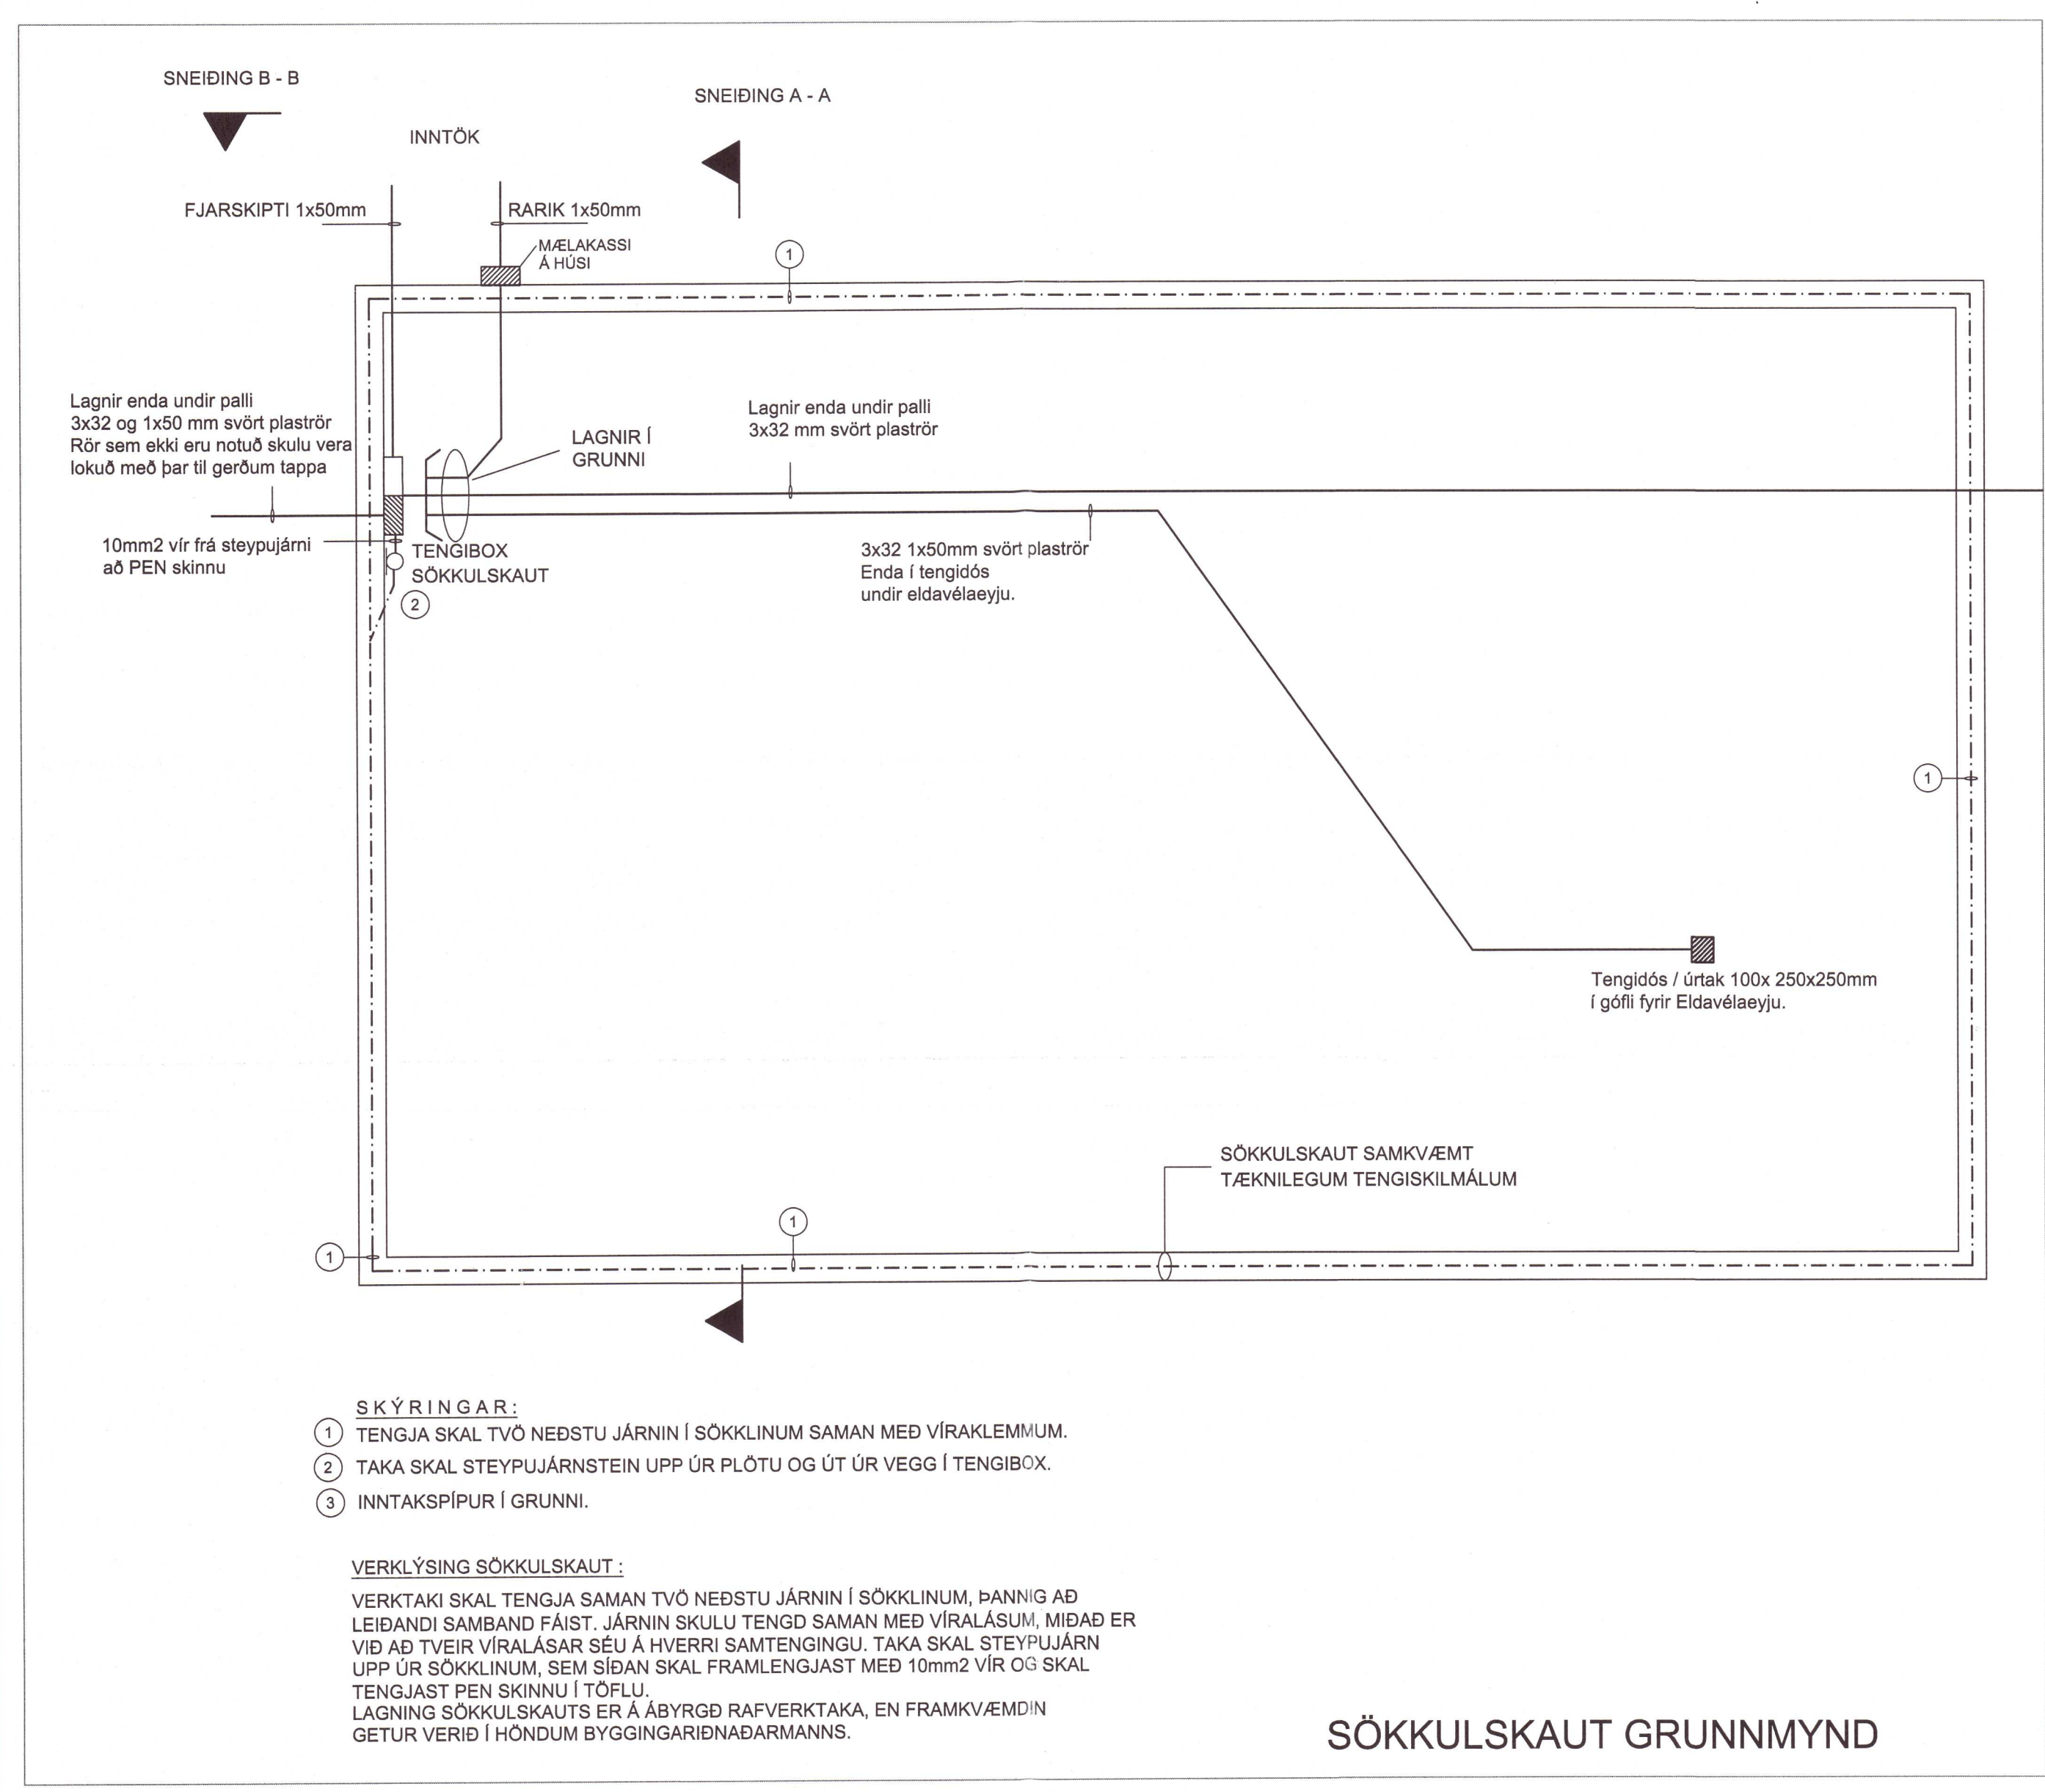 SNEIÐING B - B
SNEIÐING A - A
INNTÖK
FJARSKIPTI 1x50mm
RARIK 1x50mm
MÆLAKASSI
Á HÚSI
1
Lagnir enda undir palli
3x32 og 1x50 mm svört plaströr
Rör sem ekki eru notuð skulu vera
lokuð með þar til gerðum tappa
LAGNIR Í
GRUNNI
Lagnir enda undir palli
3x32 mm svört plaströr
10mm2 vír frá steypujárni
að PEN skinnu
TENGIBOX
SÖKKULSKAUT
2
3x32 1x50mm svört plaströr
Enda í tengidós
undir eldavélaeyju.
1
Tengidós / úrtak 100x 250x250mm
í gófli fyrir Eldavélaeyju.
SÖKKULSKAUT SAMKVÆMT
TÆKNILEGUM TENGISKILMÁLUM
1
1
SKÝRINGAR:
1 TENGJA SKAL TVÖ NEÐSTU JÁRNIN Í SÖKKLINUM SAMAN MEÐ VÍRAKLEMMUM.
2 TAKA SKAL STEYPUJÁRNSTEIN UPP ÚR PLÖTU OG ÚT ÚR VEGG Í TENGIBOX.
3 INNTAKSPÍPUR Í GRUNNI.
VERKLÝSING SÖKKULSKAUT :
VERKTAKI SKAL TENGJA SAMAN TVÖ NEÐSTU JÁRNIN Í SÖKKLINUM, ÞANNIG AÐ
LEIÐANDI SAMBAND FÁIST. JÁRNIN SKULU TENGD SAMAN MEÐ VÍRALÁSUM, MIÐAÐ ER
VIÐ AÐ TVEIR VÍRALÁSAR SÉU Á HVERRI SAMTENGINGU. TAKA SKAL STEYPUJÁRN
UPP ÚR SÖKKLINUM, SEM SÍÐAN SKAL FRAMLENGJAST MEÐ 10mm2 VÍR OG SKAL
TENGJAST PEN SKINNU Í TÖFLU.
LAGNING SÖKKULSKAUTS ER Á ÁBYRGÐ RAFVERKTAKA, EN FRAMKVÆMDIN
GETUR VERIÐ Í HÖNDUM BYGGINGARIÐNAÐARMANNS.
SÖKKULSKAUT GRUNNMYND